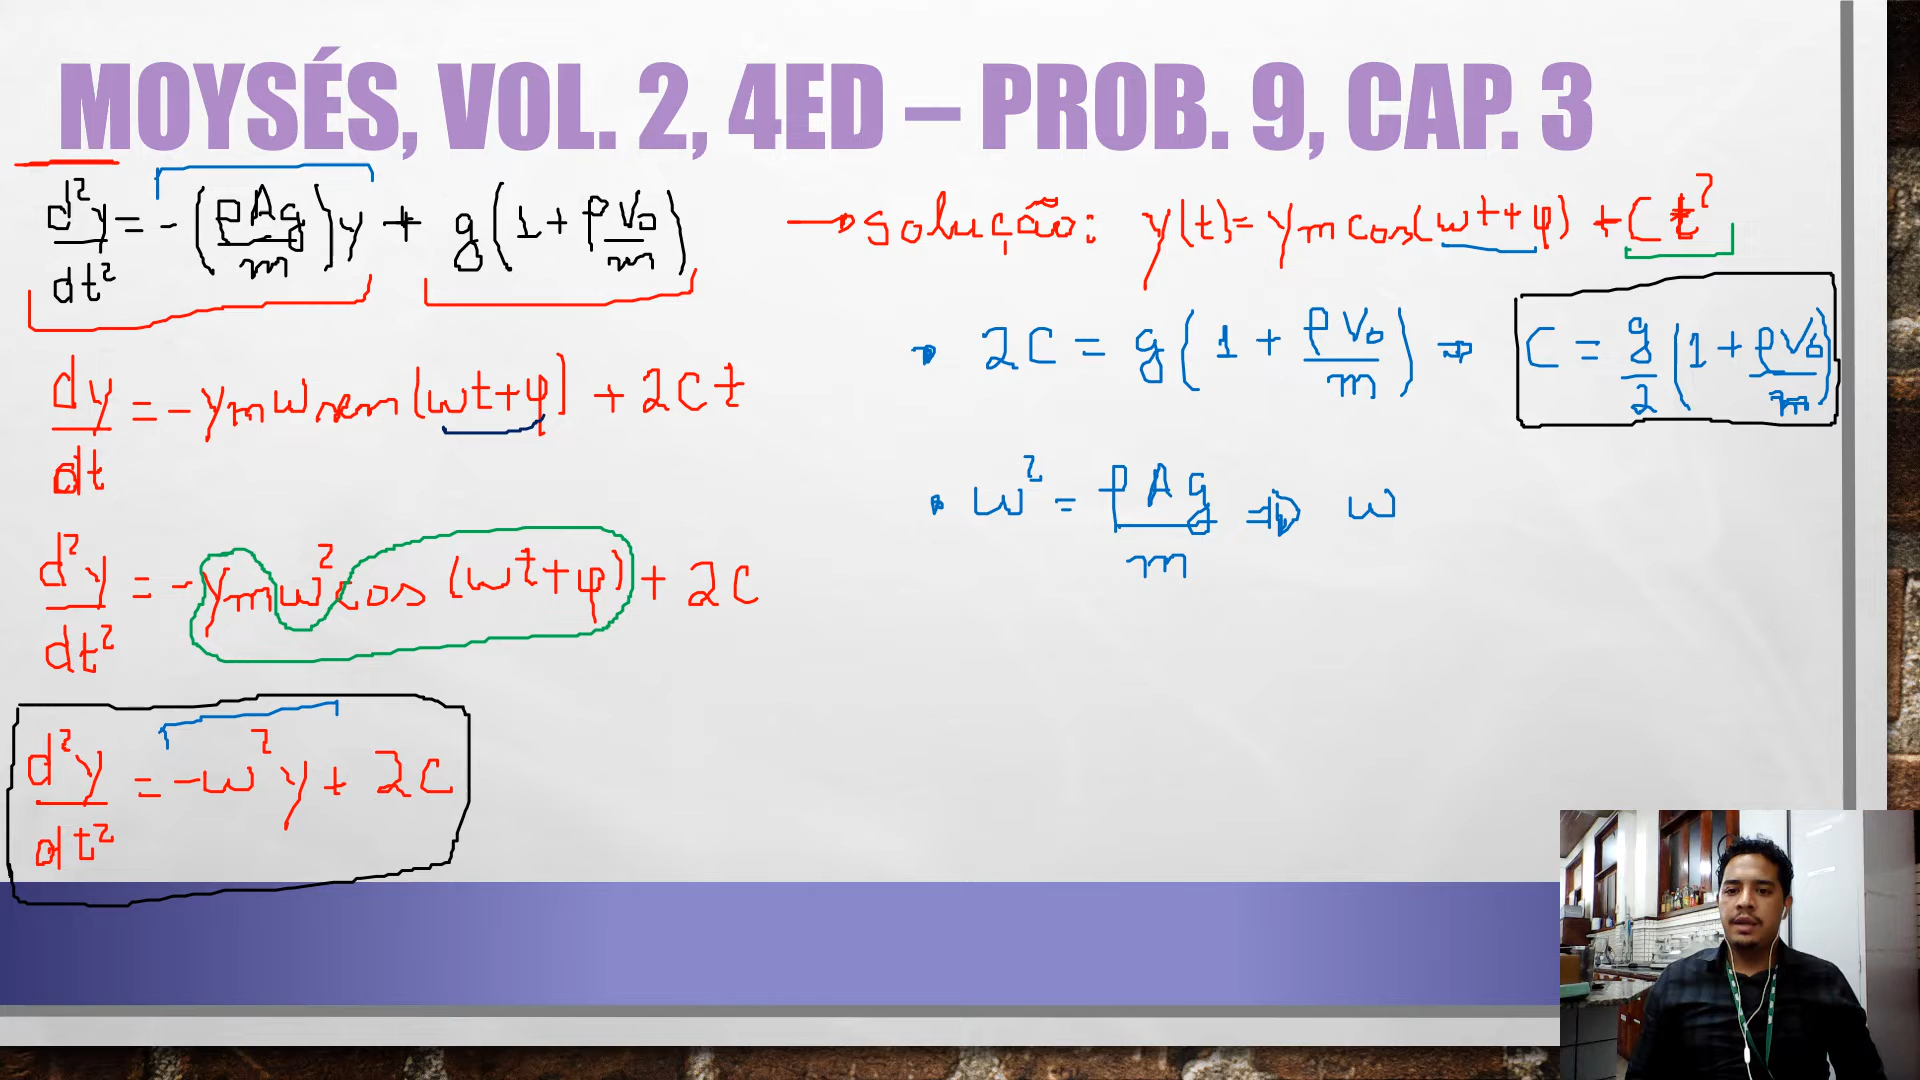 MOYSÉS, VOL. 2, 4ED – PROB. 9, CAP. 3
d²y/dt² = -(ρAg/m)y + g(1 + ρV₀/m)
→ solução: y(t) = ym cos(ωt+φ) + Ct²
dy/dt = -ymω sen(ωt+φ) + 2Ct
d²y/dt² = -ymω² cos(ωt+φ) + 2C
d²y/dt² = -ω²y + 2C
• 2C = g(1 + ρV₀/m) ⇒ C = g/2(1 + ρV₀/m)
• ω² = ρAg/m ⇒ ω